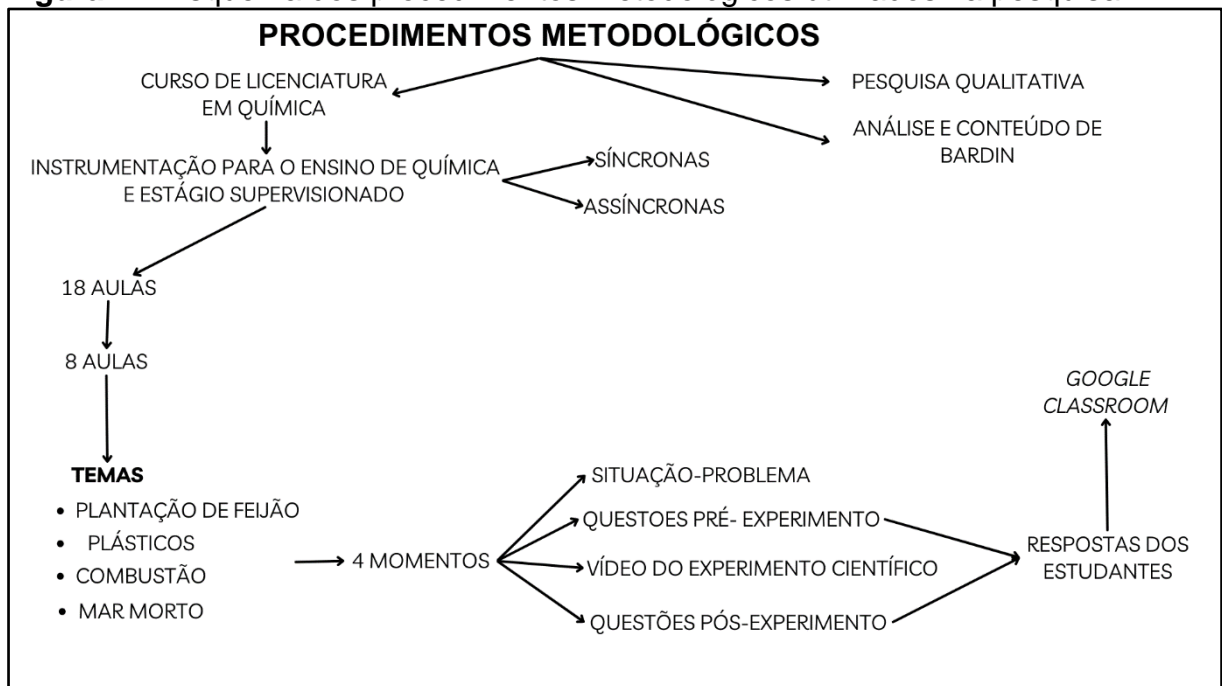 PROCEDIMENTOS METODOLÓGICOS
CURSO DE LICENCIATURA
EM QUÍMICA
PESQUISA QUALITATIVA
ANÁLISE E CONTEÚDO DE
BARDIN
INSTRUMENTAÇÃO PARA O ENSINO DE QUÍMICA
E ESTÁGIO SUPERVISIONADO
SÍNCRONAS
ASSÍNCRONAS
18 AULAS
8 AULAS
TEMAS
• PLANTAÇÃO DE FEIJÃO
• PLÁSTICOS
• COMBUSTÃO
• MAR MORTO
4 MOMENTOS
SITUAÇÃO-PROBLEMA
QUESTOES PRÉ- EXPERIMENTO
VÍDEO DO EXPERIMENTO CIENTÍFICO
QUESTÕES PÓS-EXPERIMENTO
RESPOSTAS DOS
ESTUDANTES
GOOGLE
CLASSROOM